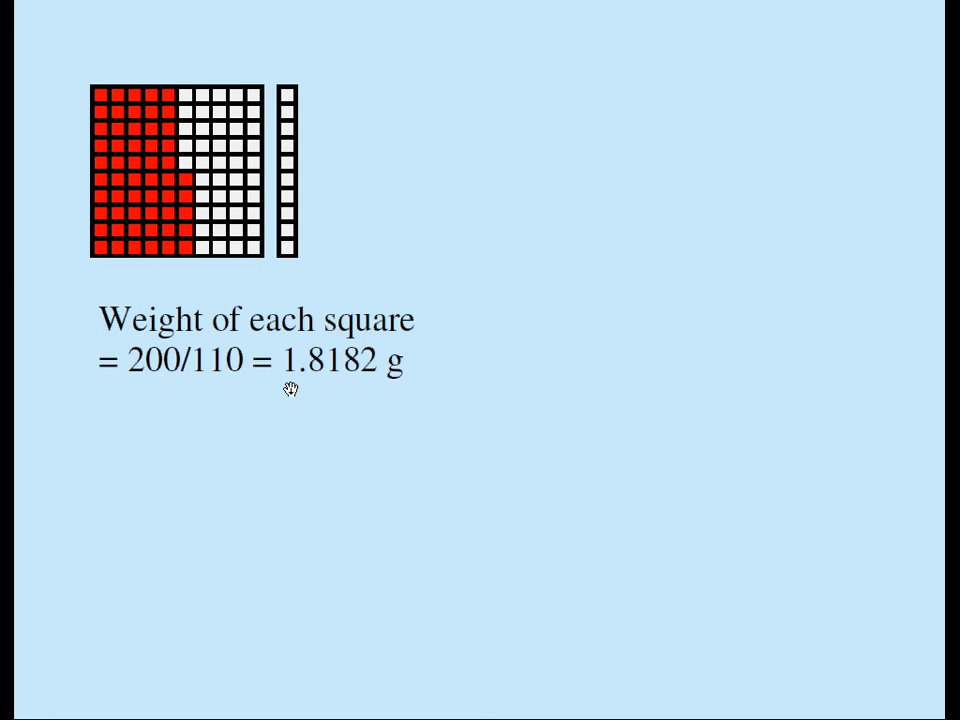 Weight of each square
= 200/110 = 1.8182 g